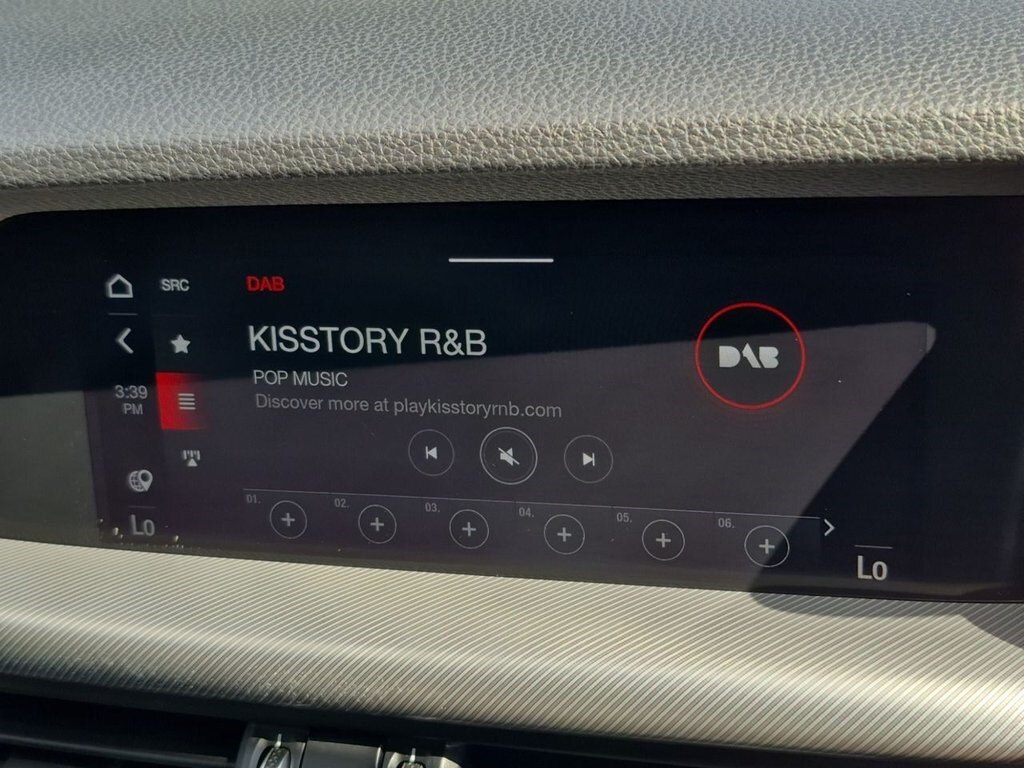 SRC
DAB
KISSTORY R&B
DAB
POP MUSIC
3:39
PM
Discover more at playkisstoryrnb.com
01.
02.
03.
04.
05.
06.
Lo
Lo